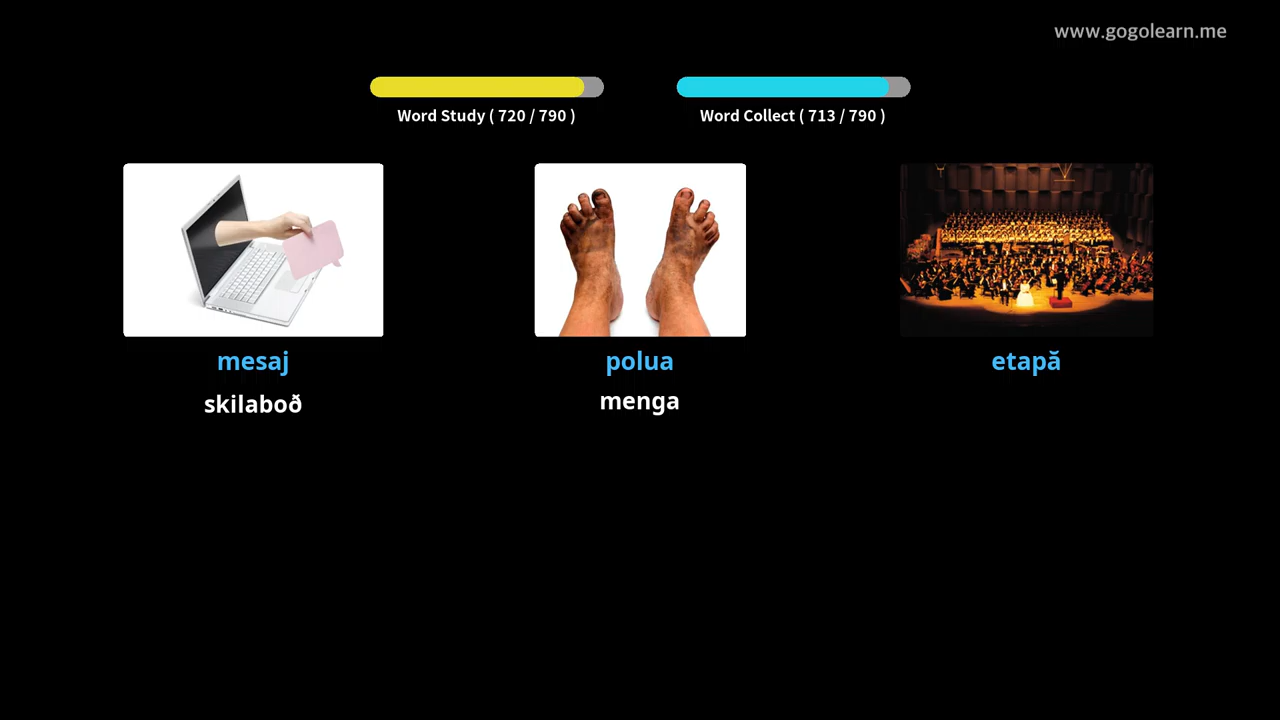 www.gogolearn.me
Word Study ( 720 / 790 )
Word Collect ( 713 / 790 )
mesaj
polua
etapă
skilaboð
menga